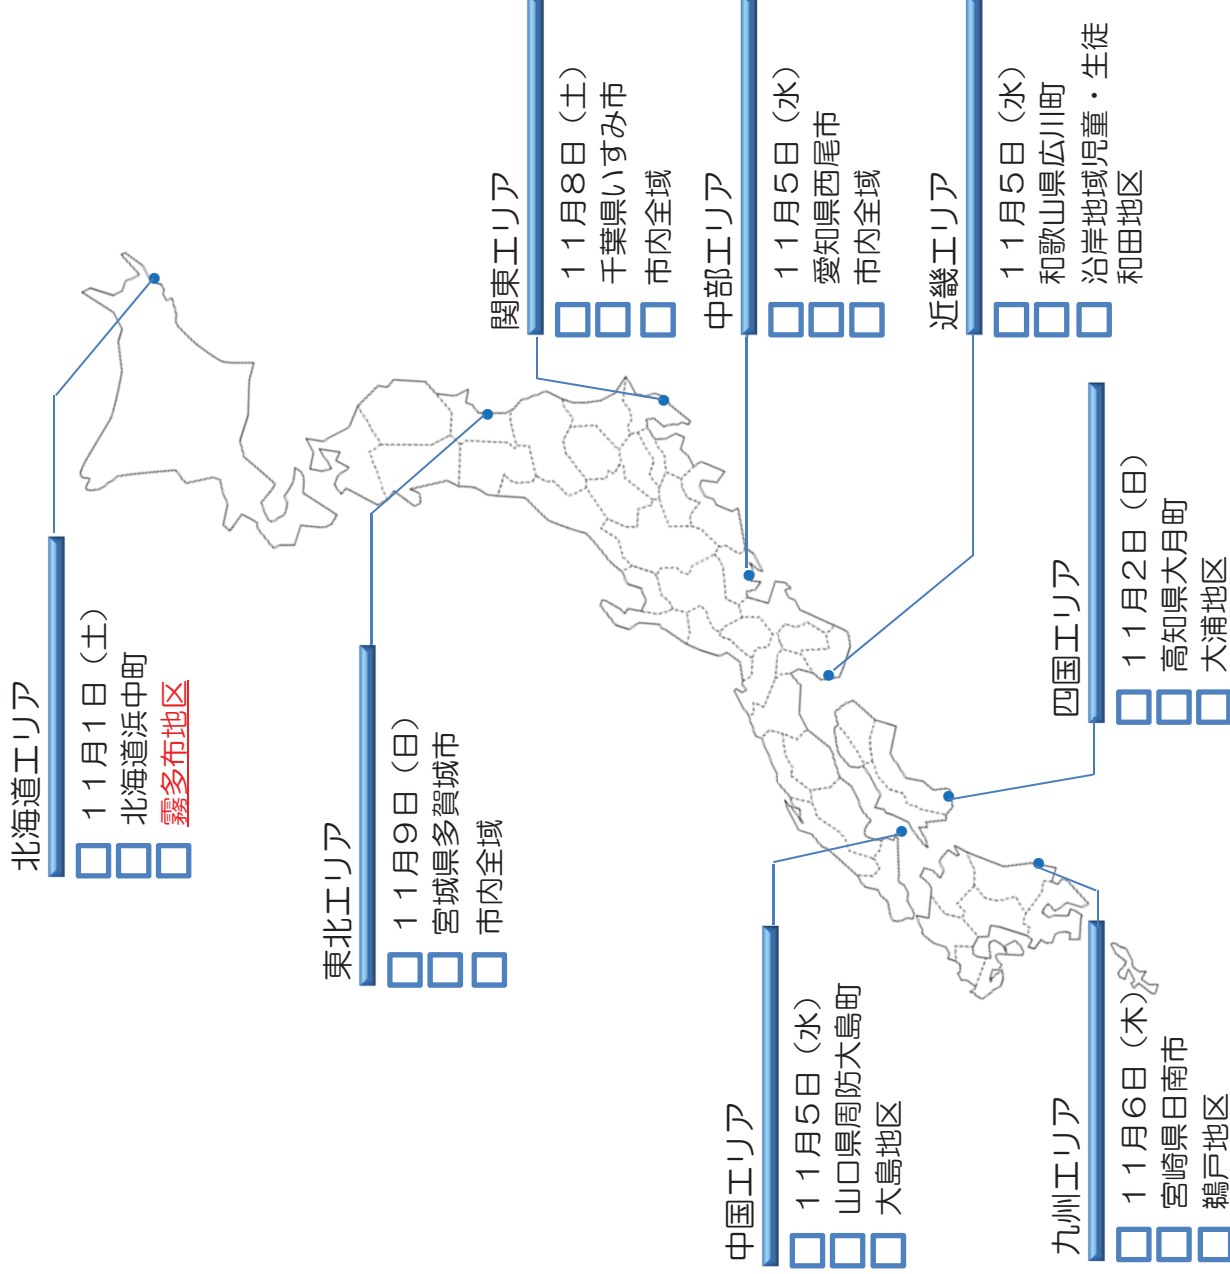 北海道エリア
１１月１日（土）
北海道浜中町
霧多布地区
東北エリア
１１月９日（日）
宮城県多賀城市
市内全域
関東エリア
１１月８日（土）
千葉県いすみ市
市内全域
中部エリア
１１月５日（水）
愛知県西尾市
市内全域
近畿エリア
１１月５日（水）
和歌山県広川町
沿岸地域児童・生徒
和田地区
中国エリア
１１月５日（水）
山口県周防大島町
大島地区
四国エリア
１１月２日（日）
高知県大月町
大浦地区
九州エリア
１１月６日（木）
宮崎県日南市
鵜戸地区